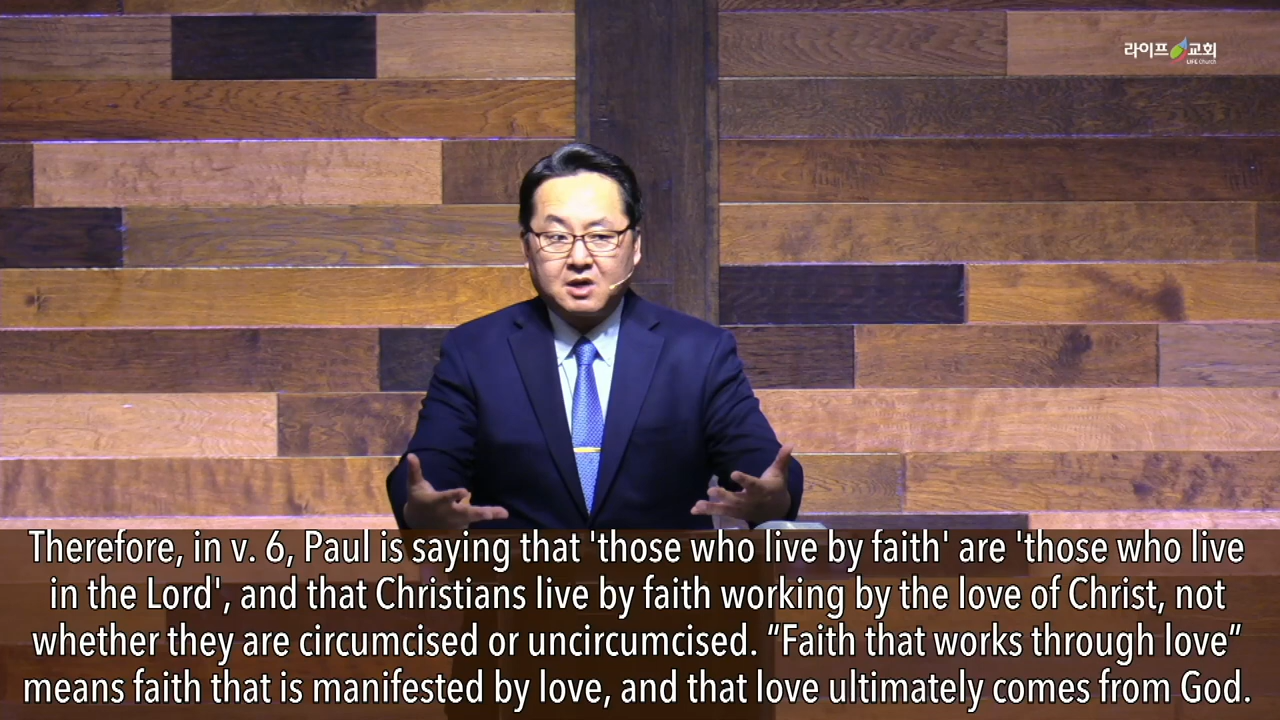 라이프 교회
LIFE Church
Therefore, in v. 6, Paul is saying that 'those who live by faith' are 'those who live
in the Lord', and that Christians live by faith working by the love of Christ, not
whether they are circumcised or uncircumcised. “Faith that works through love”
means faith that is manifested by love, and that love ultimately comes from God.